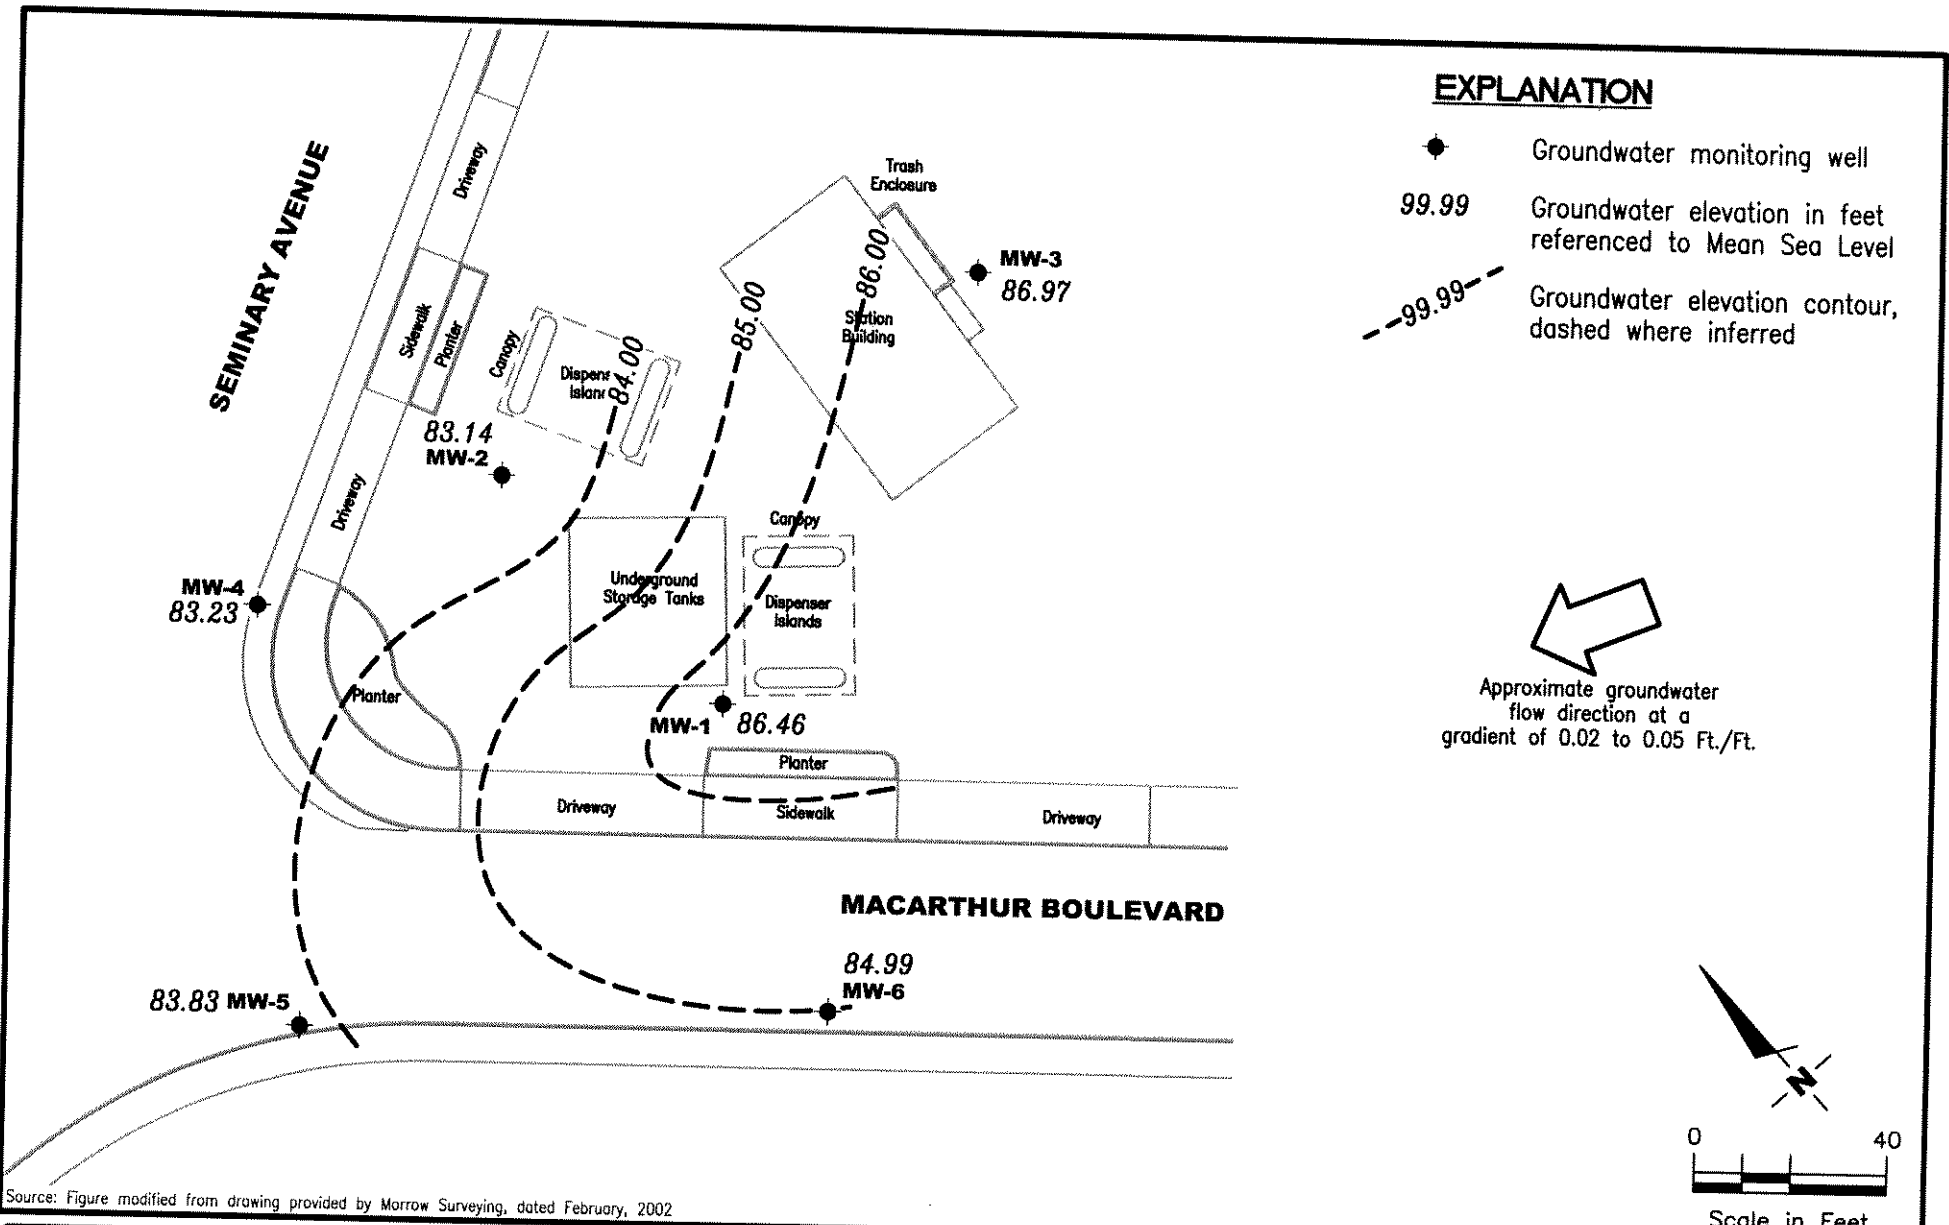 EXPLANATION
Groundwater monitoring well
99.99
Groundwater elevation in feet
referenced to Mean Sea Level
99.99
Groundwater elevation contour,
dashed where inferred
SEMINARY AVENUE
Driveway
Trash
Enclosure
MW-3
86.97
86.00
85.00
84.00
Station
Building
Sidewalk
Planter
Canopy
Dispenser
Islands
83.14
MW-2
Driveway
Canopy
Underground
Storage Tanks
Dispenser
Islands
MW-4
83.23
Planter
MW-1
86.46
Planter
Driveway
Sidewalk
Driveway
Approximate groundwater
flow direction at a
gradient of 0.02 to 0.05 Ft./Ft.
MACARTHUR BOULEVARD
84.99
MW-6
83.83 MW-5
N
0 40
Scale in Feet
Source: Figure modified from drawing provided by Morrow Surveying, dated February, 2002